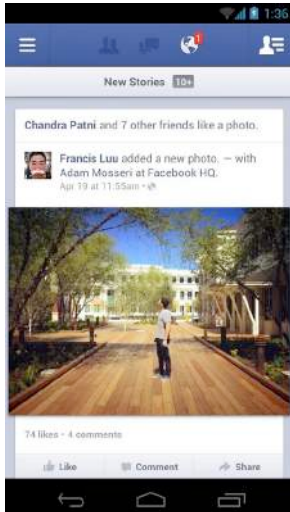 1:36
1
New Stories 10+
Chandra Patni and 7 other friends like a photo.
Francis Luu added a new photo. — with
Adam Mosseri at Facebook HQ.
Apr 19 at 11:55am •
74 likes • 4 comments
Like Comment Share